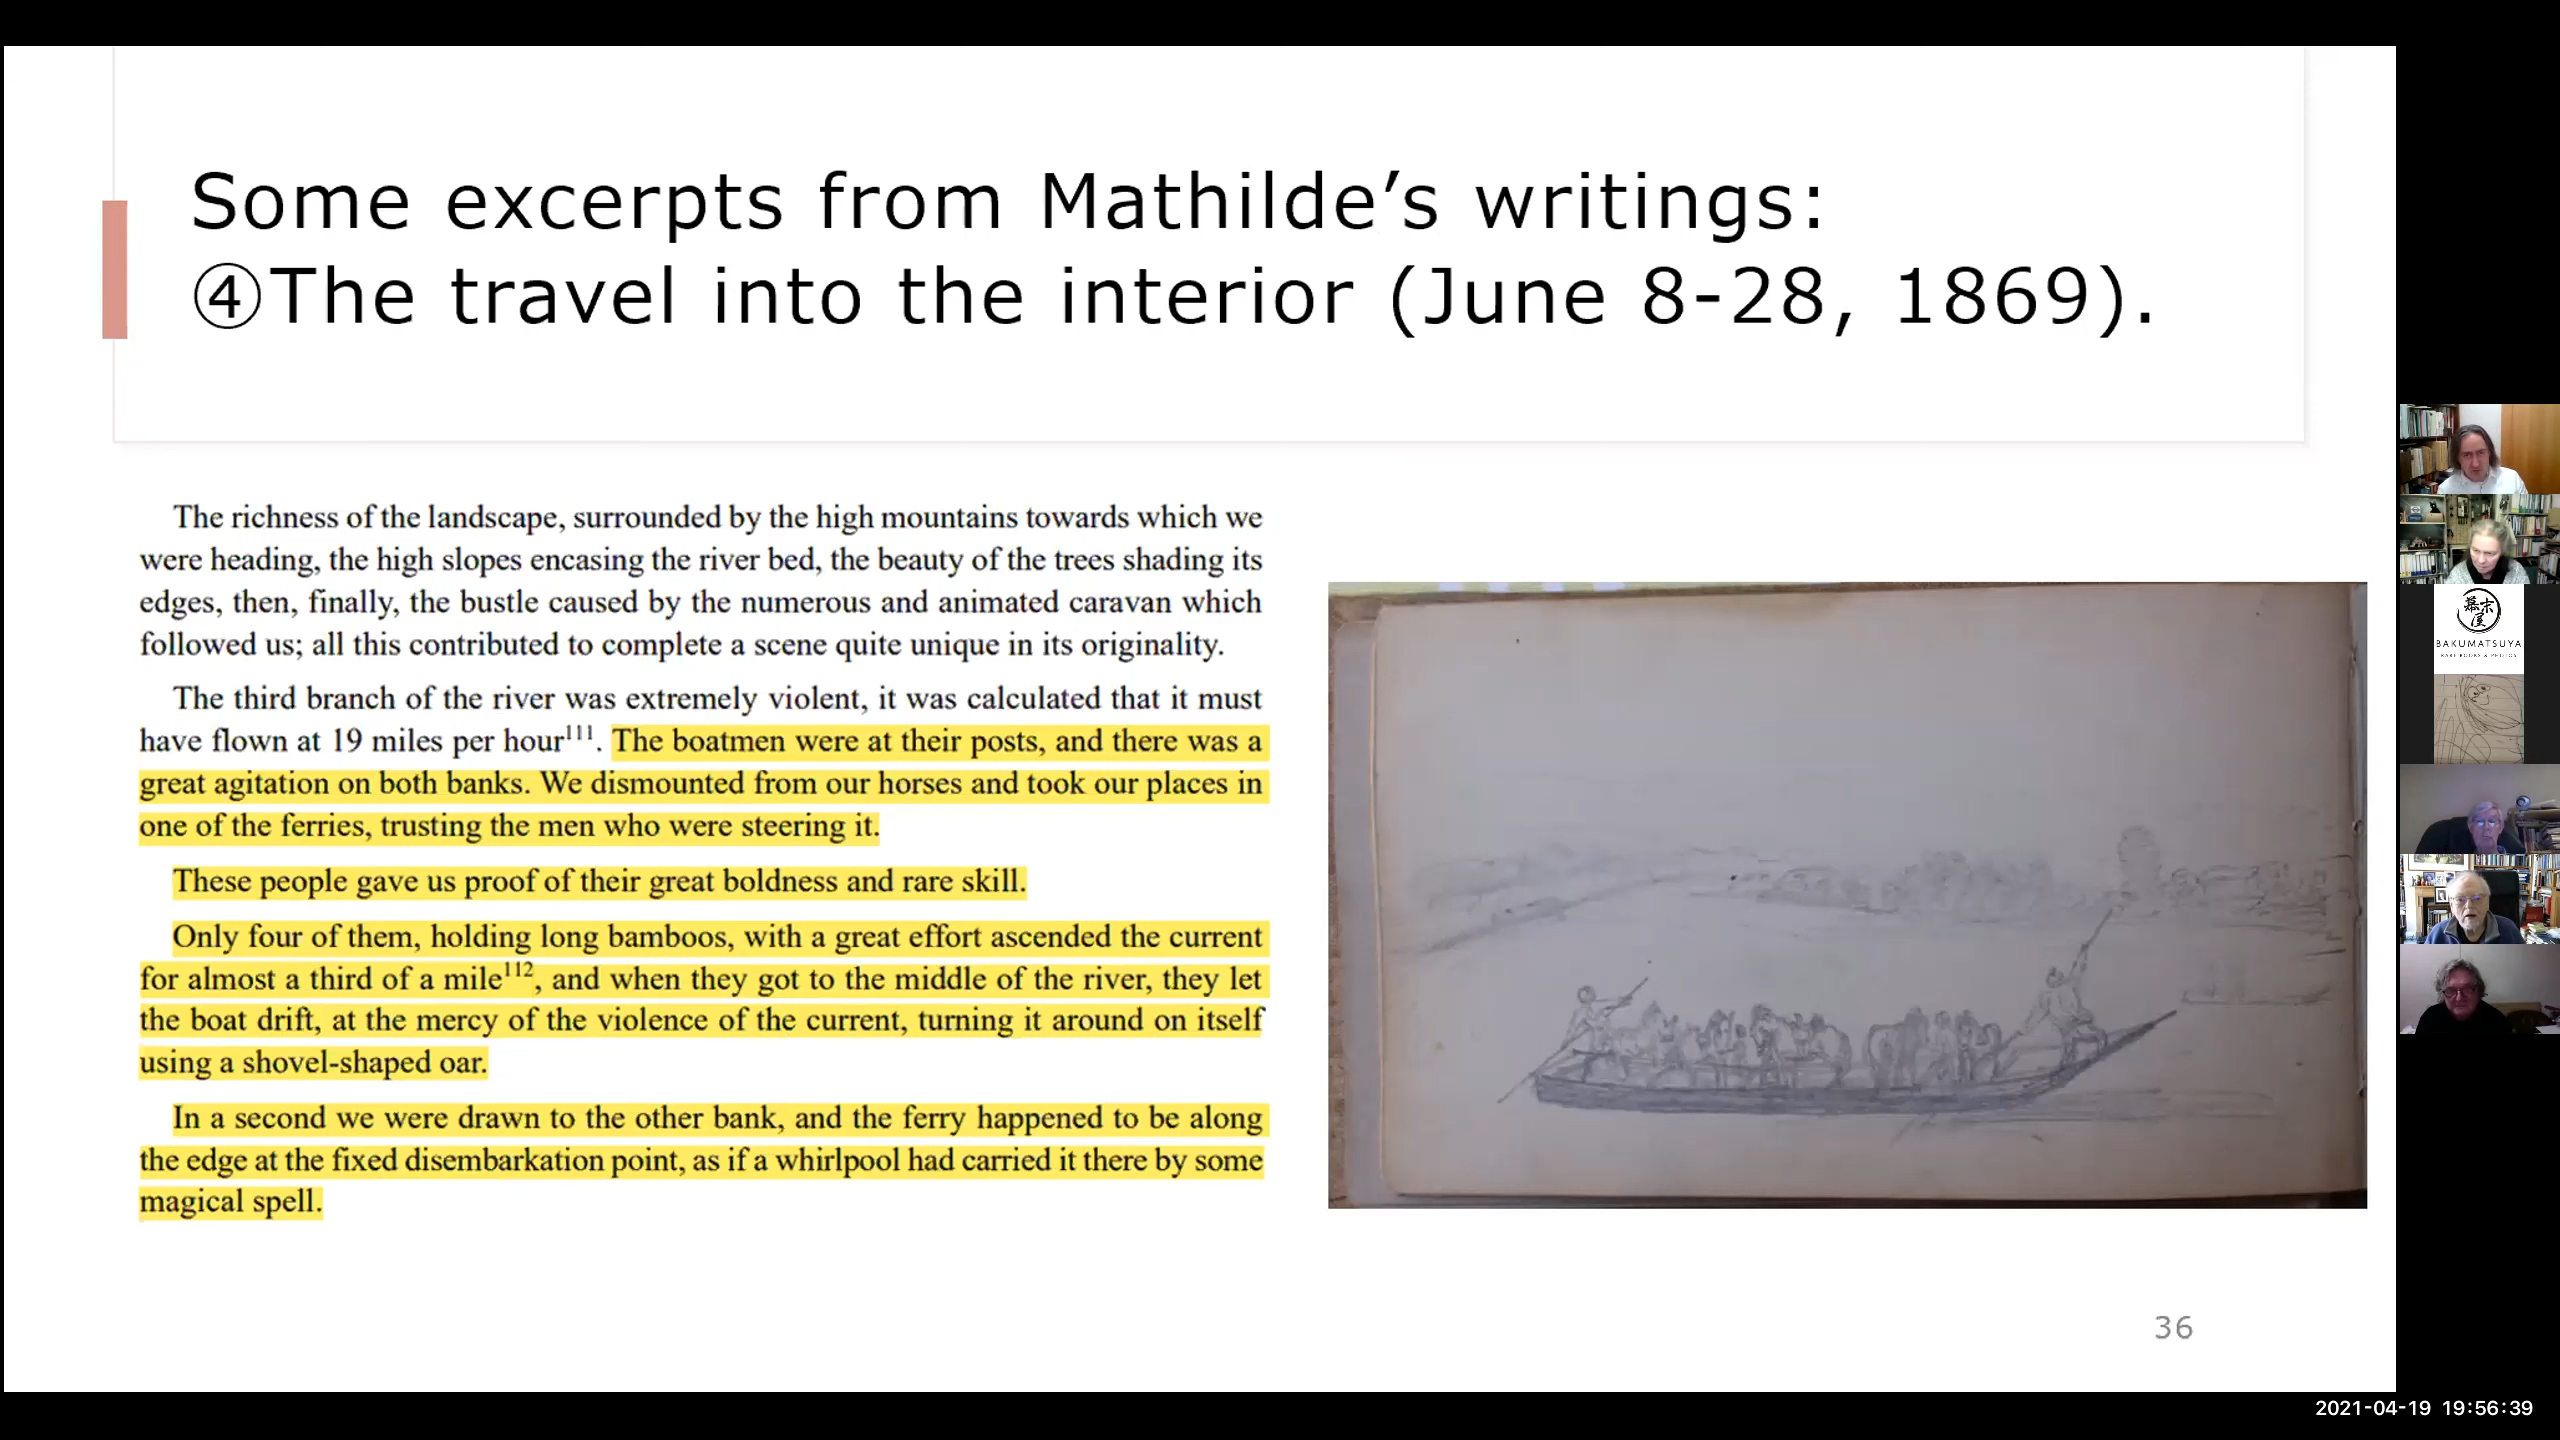 Some excerpts from Mathilde’s writings:
④The travel into the interior (June 8-28, 1869).
The richness of the landscape, surrounded by the high mountains towards which we
were heading, the high slopes encasing the river bed, the beauty of the trees shading its
edges, then, finally, the bustle caused by the numerous and animated caravan which
followed us; all this contributed to complete a scene quite unique in its originality.
The third branch of the river was extremely violent, it was calculated that it must
have flown at 19 miles per hour111. The boatmen were at their posts, and there was a
great agitation on both banks. We dismounted from our horses and took our places in
one of the ferries, trusting the men who were steering it.
These people gave us proof of their great boldness and rare skill.
Only four of them, holding long bamboos, with a great effort ascended the current
for almost a third of a mile112, and when they got to the middle of the river, they let
the boat drift, at the mercy of the violence of the current, turning it around on itself
using a shovel-shaped oar.
In a second we were drawn to the other bank, and the ferry happened to be along
the edge at the fixed disembarkation point, as if a whirlpool had carried it there by some
magical spell.
36
幕末
屋
BAKUMATSUYA
RARE BOOKS & PHOTOS
2021-04-19 19:56:39